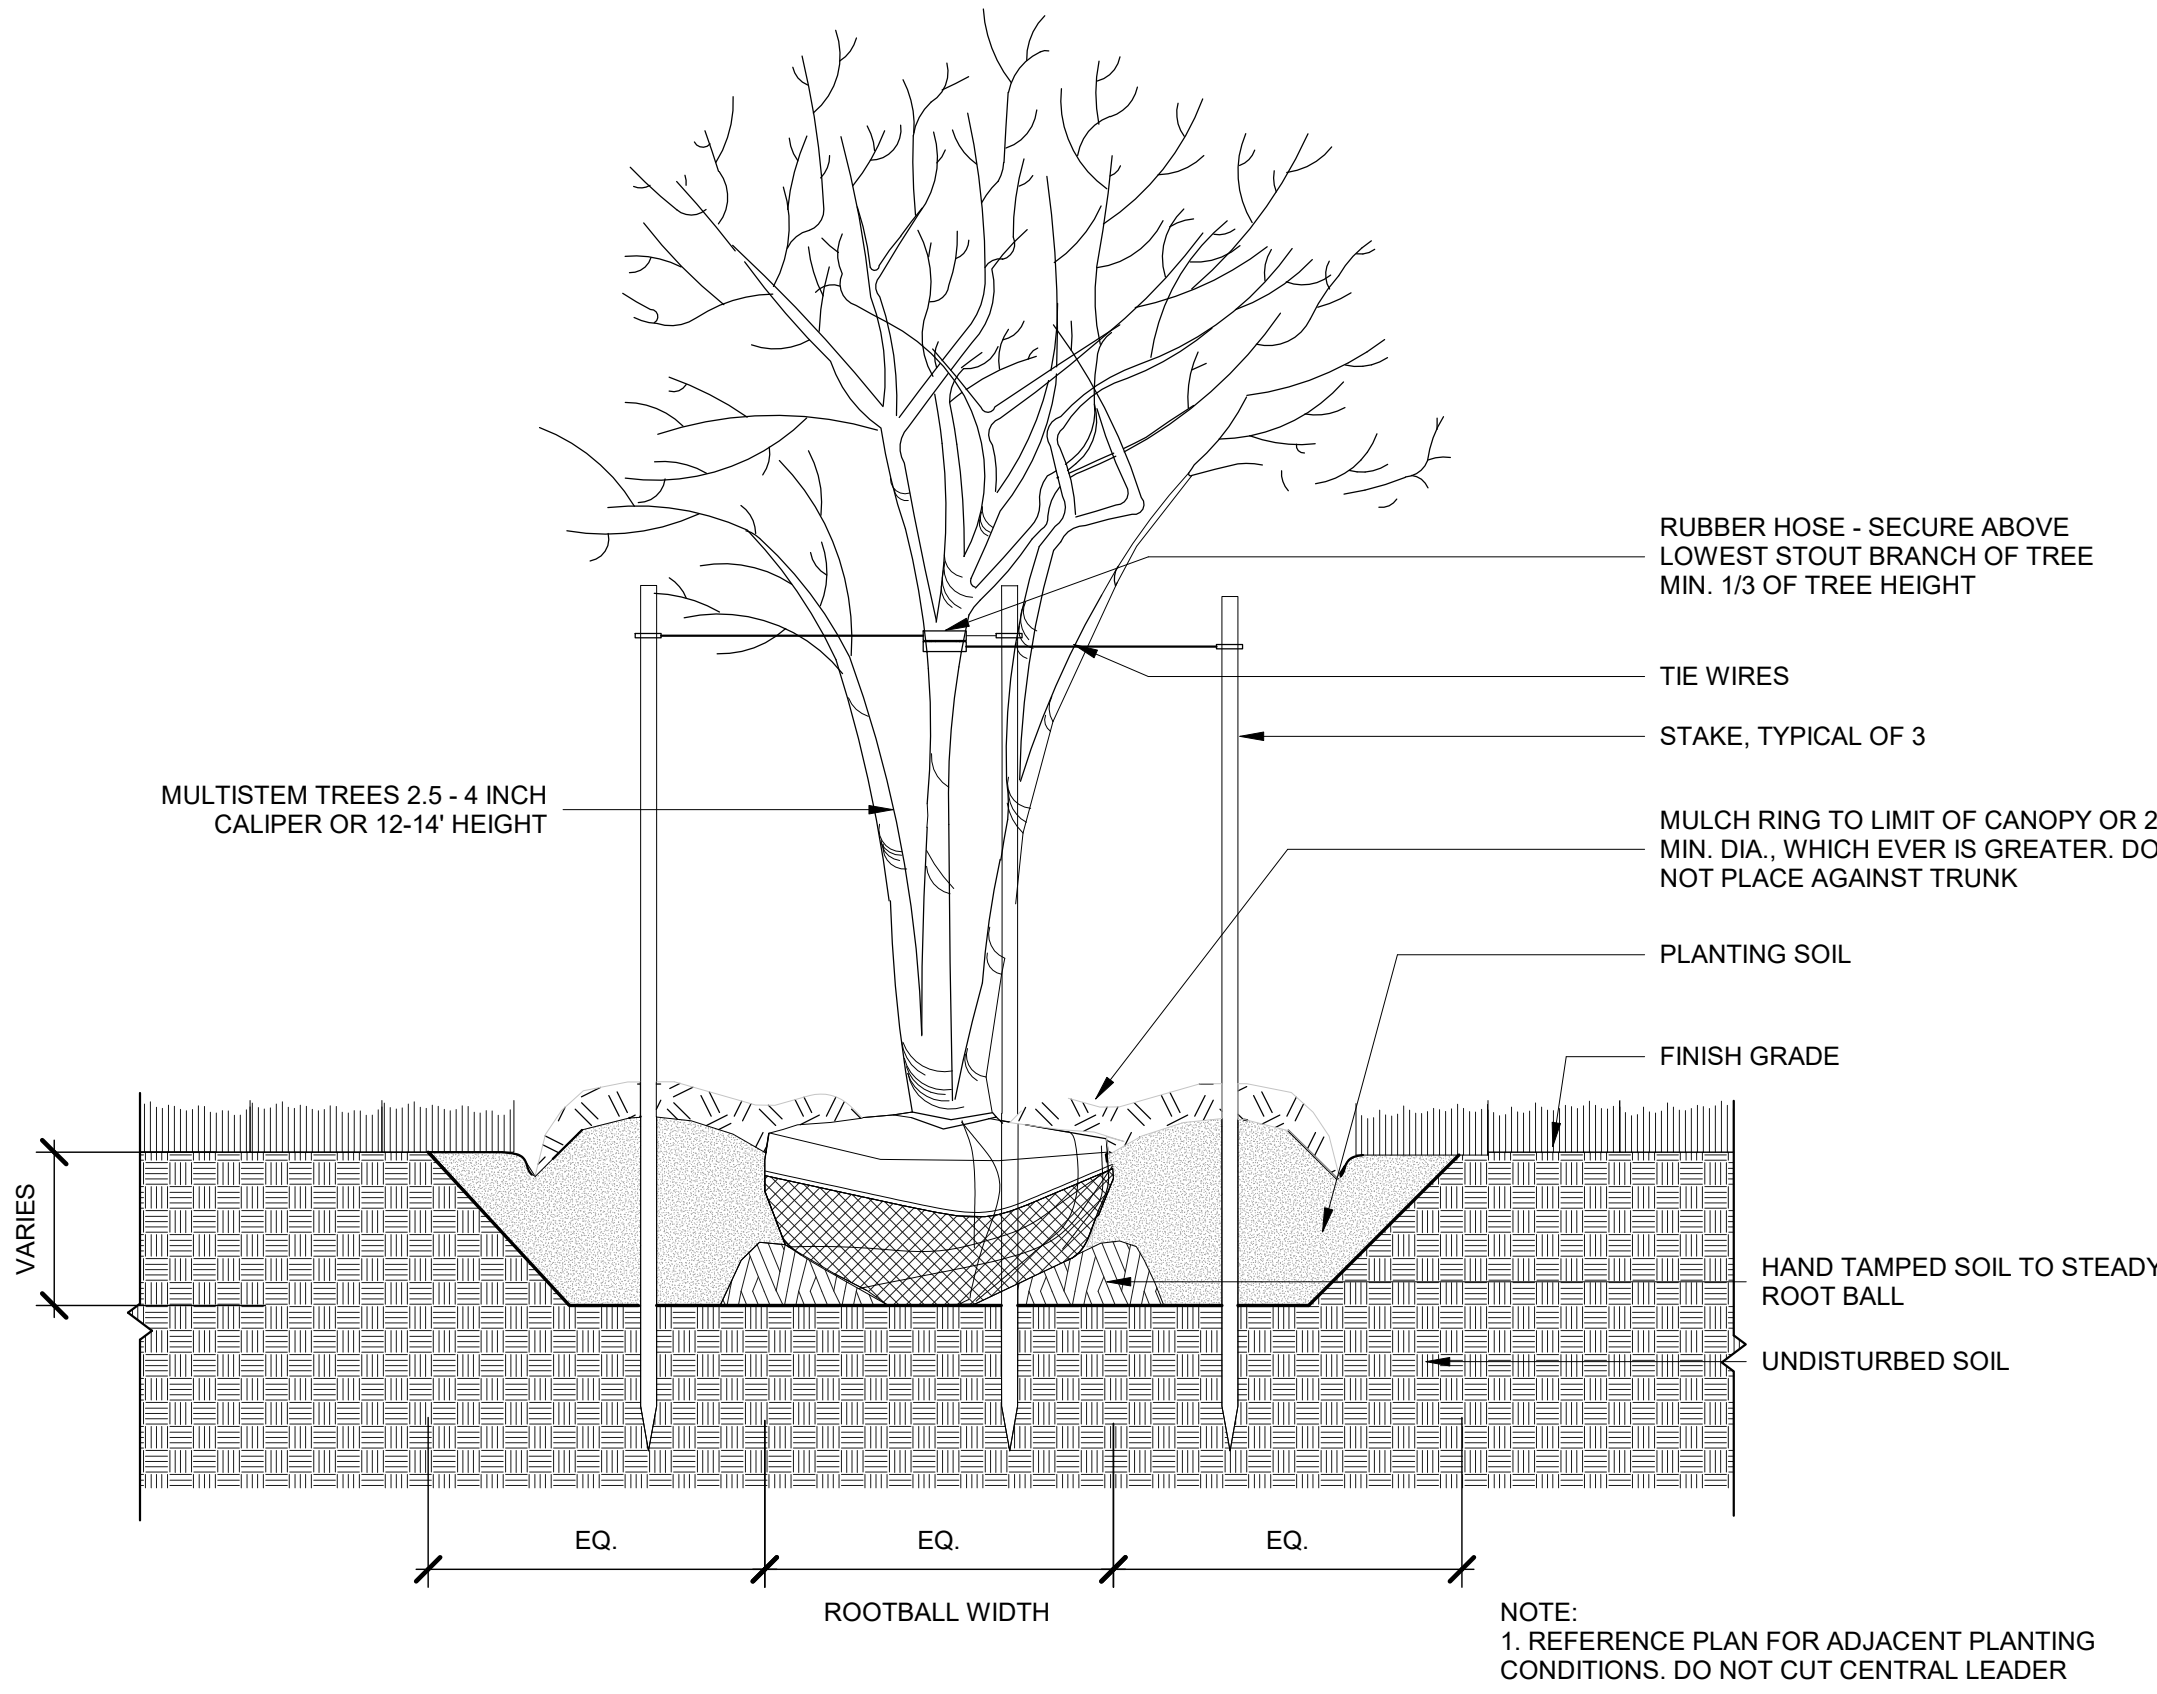 RUBBER HOSE - SECURE ABOVE
LOWEST STOUT BRANCH OF TREE
MIN. 1/3 OF TREE HEIGHT
TIE WIRES
STAKE, TYPICAL OF 3
MULTISTEM TREES 2.5 - 4 INCH
CALIPER OR 12-14' HEIGHT
MULCH RING TO LIMIT OF CANOPY OR 2
MIN. DIA., WHICH EVER IS GREATER. DO
NOT PLACE AGAINST TRUNK
PLANTING SOIL
FINISH GRADE
VARIES
HAND TAMPED SOIL TO STEADY
ROOT BALL
UNDISTURBED SOIL
EQ.
EQ.
EQ.
ROOTBALL WIDTH
NOTE:
1. REFERENCE PLAN FOR ADJACENT PLANTING
CONDITIONS. DO NOT CUT CENTRAL LEADER